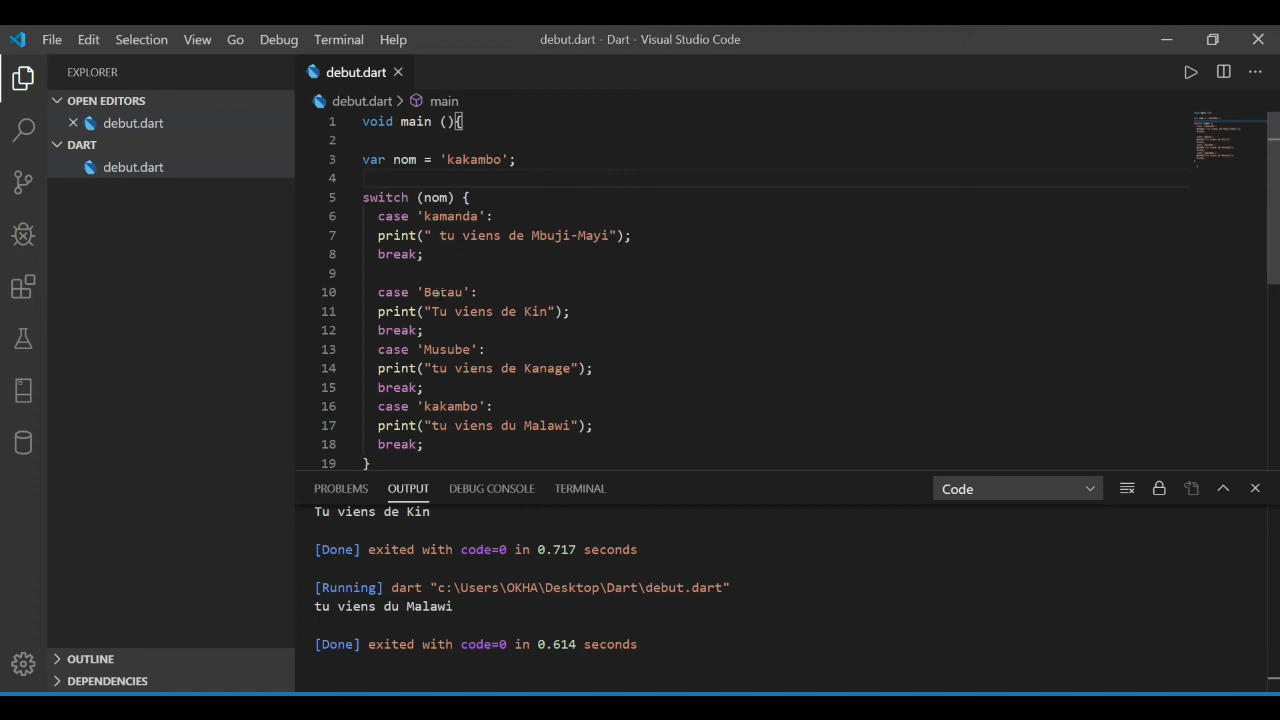 File Edit Selection View Go Debug Terminal Help debut.dart - Dart - Visual Studio Code
EXPLORER
OPEN EDITORS
debut.dart
DART
debut.dart
OUTLINE
DEPENDENCIES
debut.dart
debut.dart > main
1 void main (){
2
3 var nom = 'kakambo';
4
5 switch (nom) {
6 case 'kamanda':
7 print(" tu viens de Mbuji-Mayi");
8 break;
9
10 case 'Betau':
11 print("Tu viens de Kin");
12 break;
13 case 'Musube':
14 print("tu viens de Kanage");
15 break;
16 case 'kakambo':
17 print("tu viens du Malawi");
18 break;
19 }
PROBLEMS OUTPUT DEBUG CONSOLE TERMINAL Code
Tu viens de Kin
[Done] exited with code=0 in 0.717 seconds
[Running] dart "c:\Users\OKHA\Desktop\Dart\debut.dart"
tu viens du Malawi
[Done] exited with code=0 in 0.614 seconds